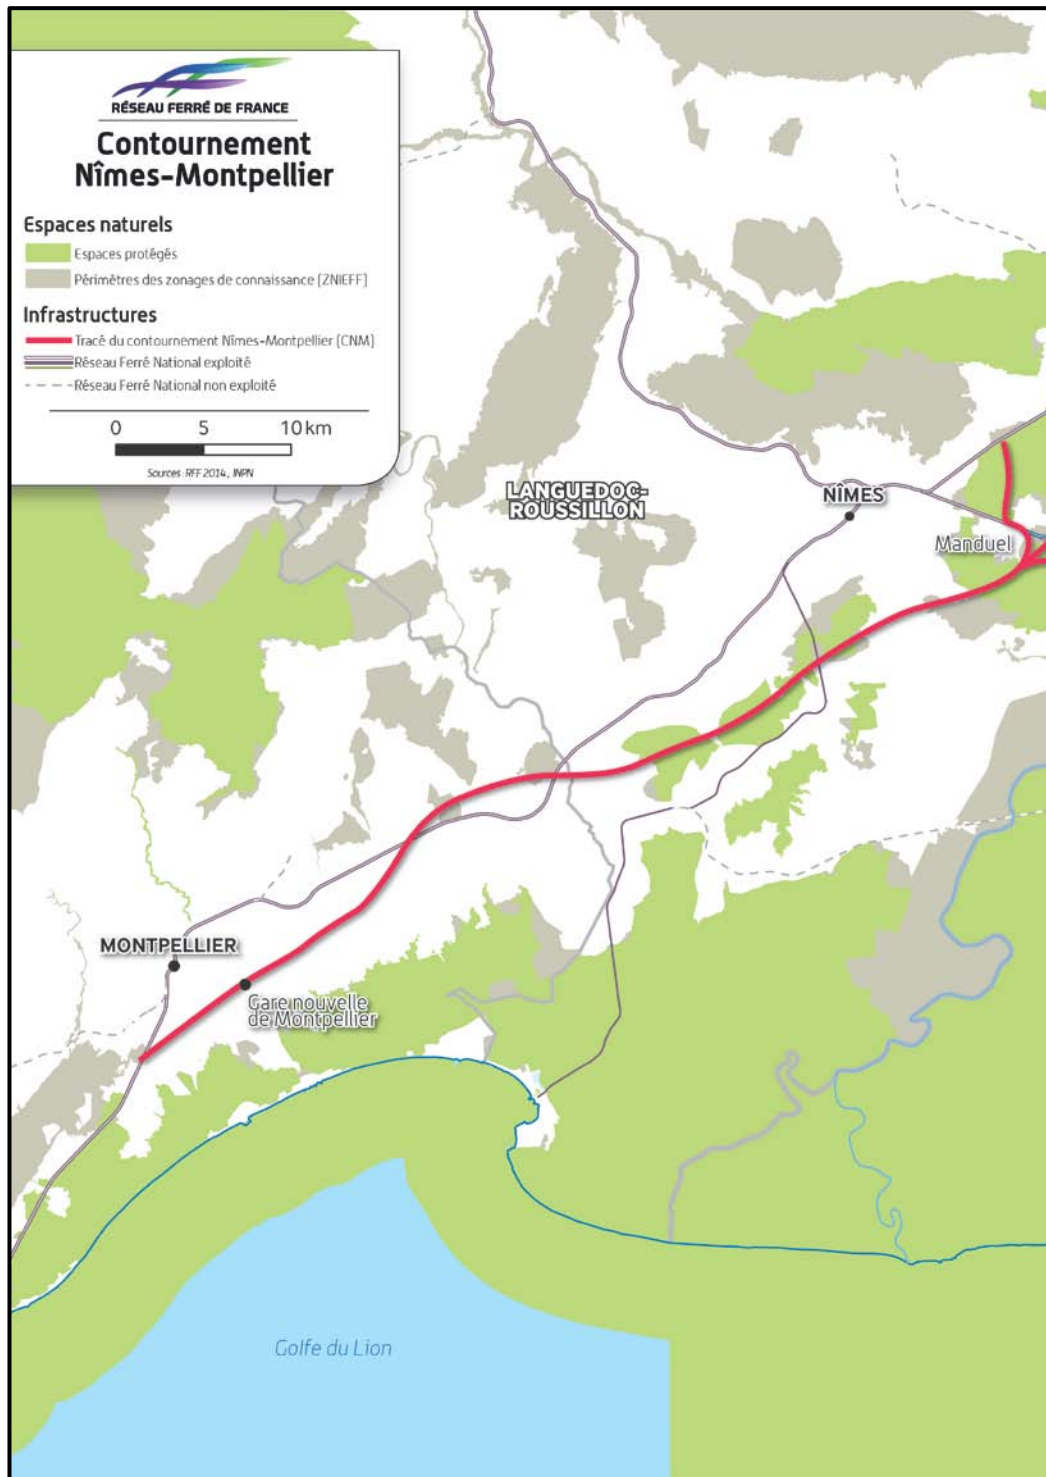 RÉSEAU FERRÉ DE FRANCE
Contournement
Nîmes-Montpellier
Espaces naturels
Espaces protégés
Périmètres des zonages de connaissance (ZNIEFF)
Infrastructures
Tracé du contournement Nîmes-Montpellier (CNM)
Réseau Ferré National exploité
Réseau Ferré National non exploité
0 5 10 km
Sources: RFF 2014, INPN
LANGUEDOC-
ROUSSILLON
NÎMES
Manduel
MONTPELLIER
Gare nouvelle
de Montpellier
Golfe du Lion